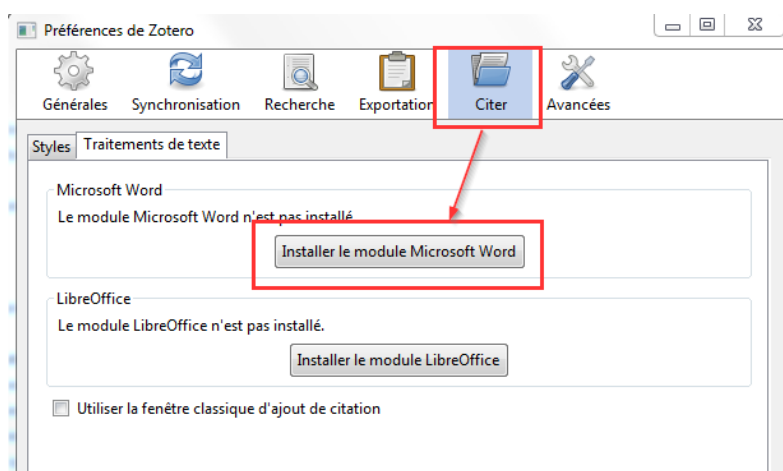 Préférences de Zotero
Générales Synchronisation Recherche Exportation Citer Avancées
Styles Traitements de texte
Microsoft Word
Le module Microsoft Word n'est pas installé
Installer le module Microsoft Word
LibreOffice
Le module LibreOffice n'est pas installé.
Installer le module LibreOffice
Utiliser la fenêtre classique d'ajout de citation